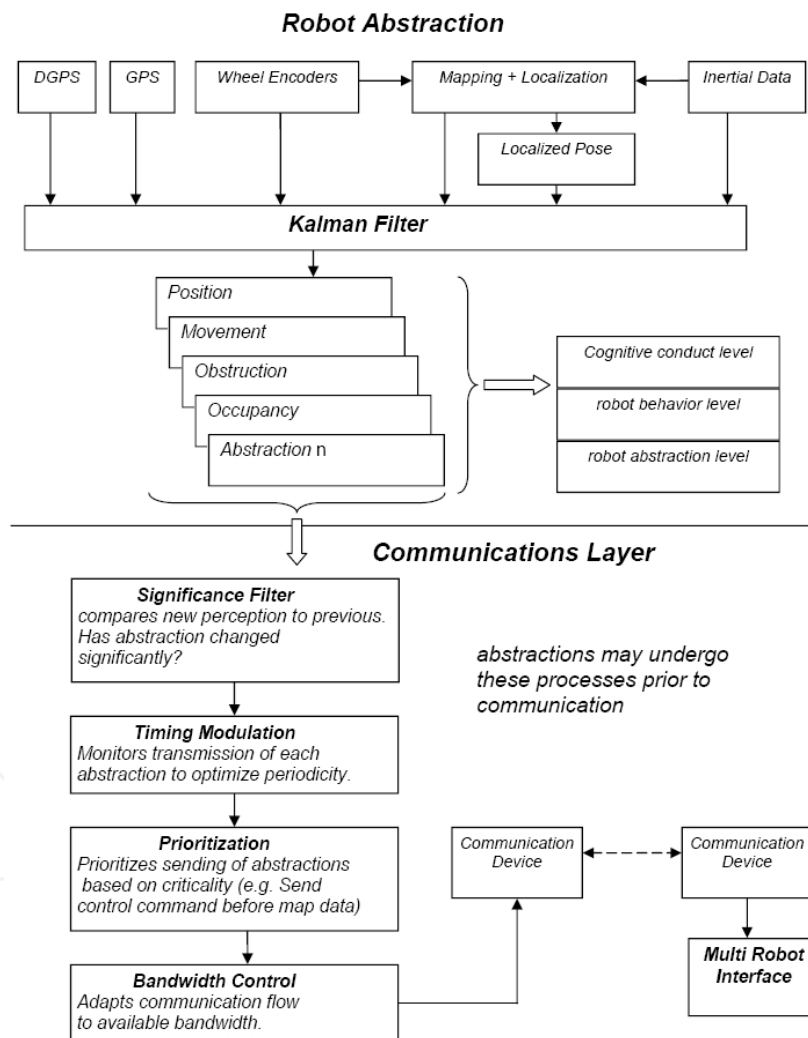 Robot Abstraction
DGPS
GPS
Wheel Encoders
Mapping + Localization
Inertial Data
Localized Pose
Kalman Filter
Position
Movement
Obstruction
Occupancy
Abstraction n
Cognitive conduct level
robot behavior level
robot abstraction level
Communications Layer
Significance Filter
compares new perception to previous.
Has abstraction changed
significantly?
abstractions may undergo
these processes prior to
communication
Timing Modulation
Monitors transmission of each
abstraction to optimize periodicity.
Prioritization
Prioritizes sending of abstractions
based on criticality (e.g. Send
control command before map data)
Communication
Device
Communication
Device
Multi Robot
Interface
Bandwidth Control
Adapts communication flow
to available bandwidth.